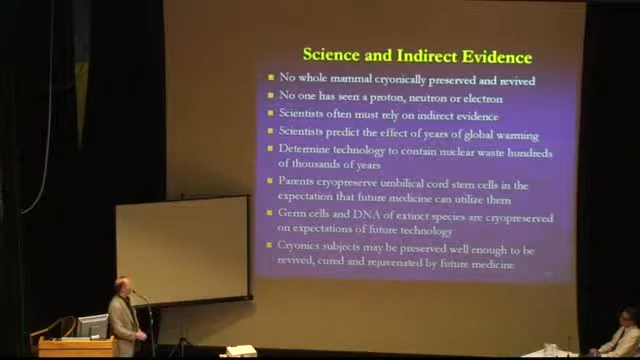 Science and Indirect Evidence
No whole mammal cryonically preserved and revived
No one has seen a proton, neutron or electron
Scientists often must rely on indirect evidence
Scientists predict the effect of years of global warming
Determine technology to contain nuclear waste hundreds
of thousands of years
Parents cryopreserve umbilical cord stem cells in the
expectation that future medicine can utilize them
Germ cells and DNA of extinct species are cryopreserved
on expectations of future technology
Cryonics subjects may be preserved well enough to be
revived, cured and rejuvenated by future medicine